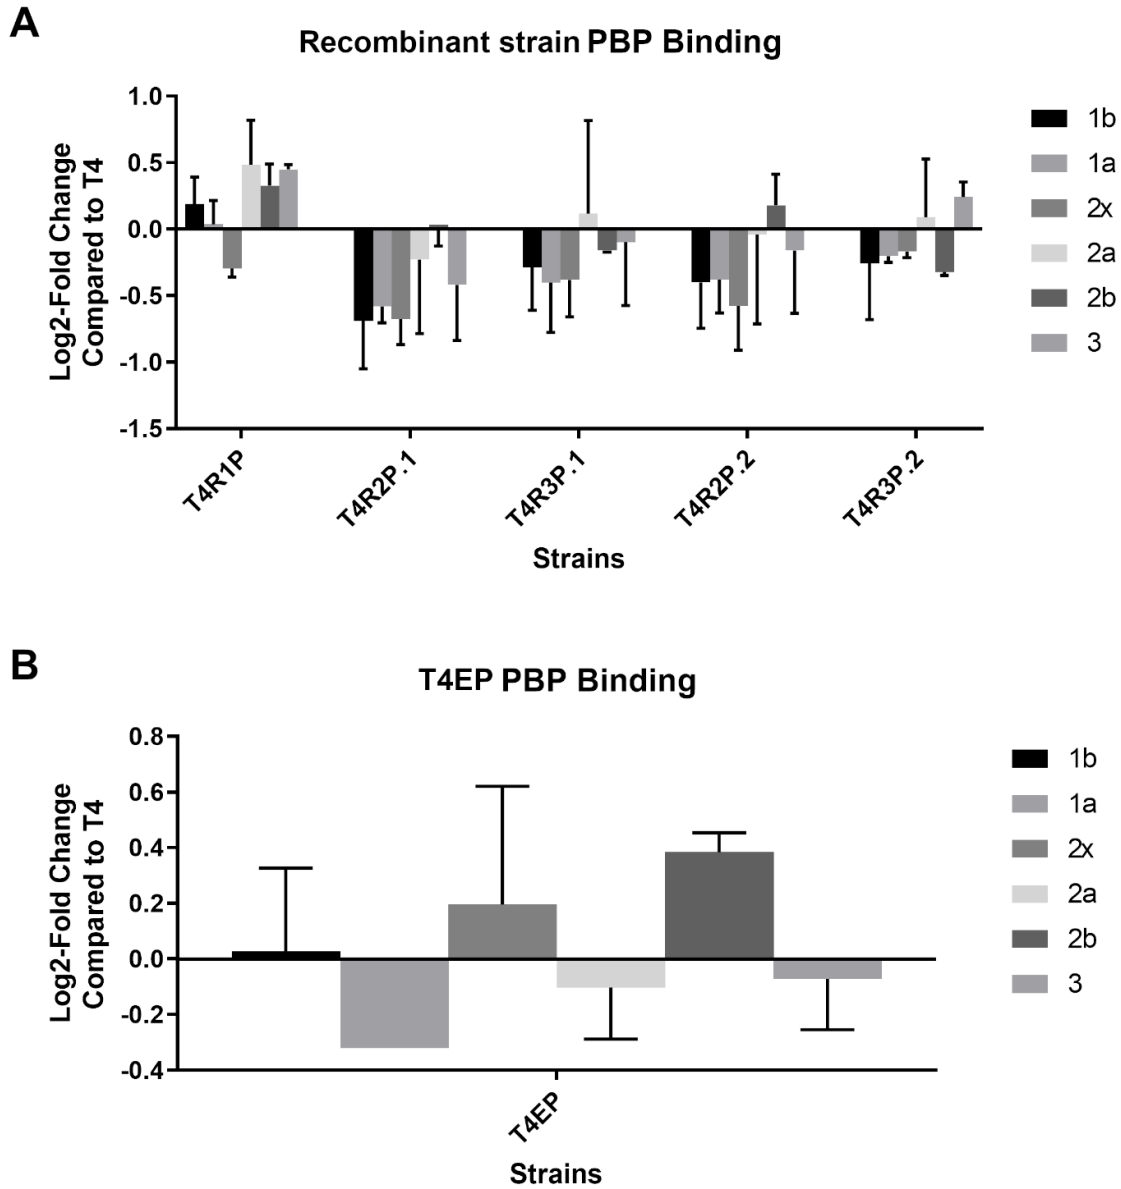 A
Recombinant strain PBP Binding
Log2-Fold Change
Compared to T4
1.0
0.5
0.0
-0.5
-1.0
-1.5
T4R1P
T4R2P.1
T4R3P.1
T4R2P.2
T4R3P.2
Strains
1b
1a
2x
2a
2b
3
B
T4EP PBP Binding
Log2-Fold Change
Compared to T4
0.8
0.6
0.4
0.2
0.0
-0.2
-0.4
T4EP
Strains
1b
1a
2x
2a
2b
3